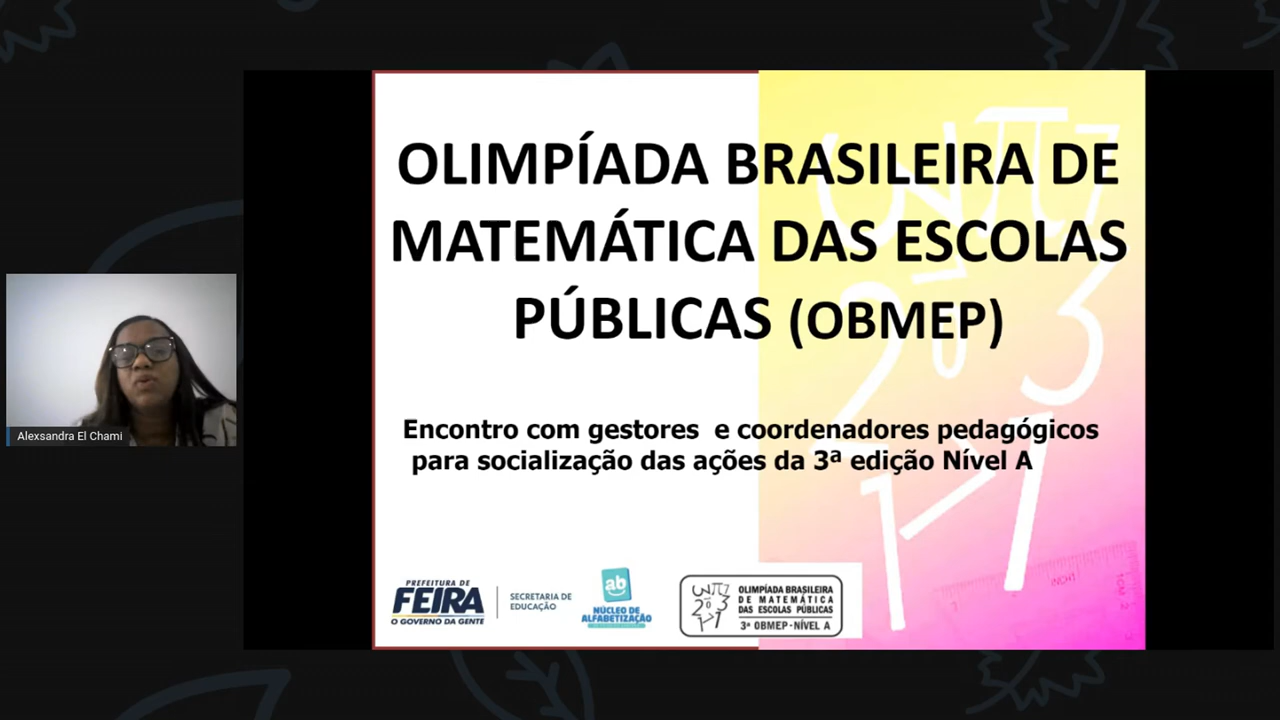 OLIMPÍADA BRASILEIRA DE
MATEMÁTICA DAS ESCOLAS
PÚBLICAS (OBMEP)
Encontro com gestores e coordenadores pedagógicos
para socialização das ações da 3ª edição Nível A
Alexsandra El Chami
PREFEITURA DE
FEIRA
O GOVERNO DA GENTE
SECRETARIA DE
EDUCAÇÃO
ab
NÚCLEO DE
ALFABETIZAÇÃO
OLIMPÍADA BRASILEIRA
DE MATEMÁTICA
DAS ESCOLAS PÚBLICAS
3ª OBMEP - NÍVEL A